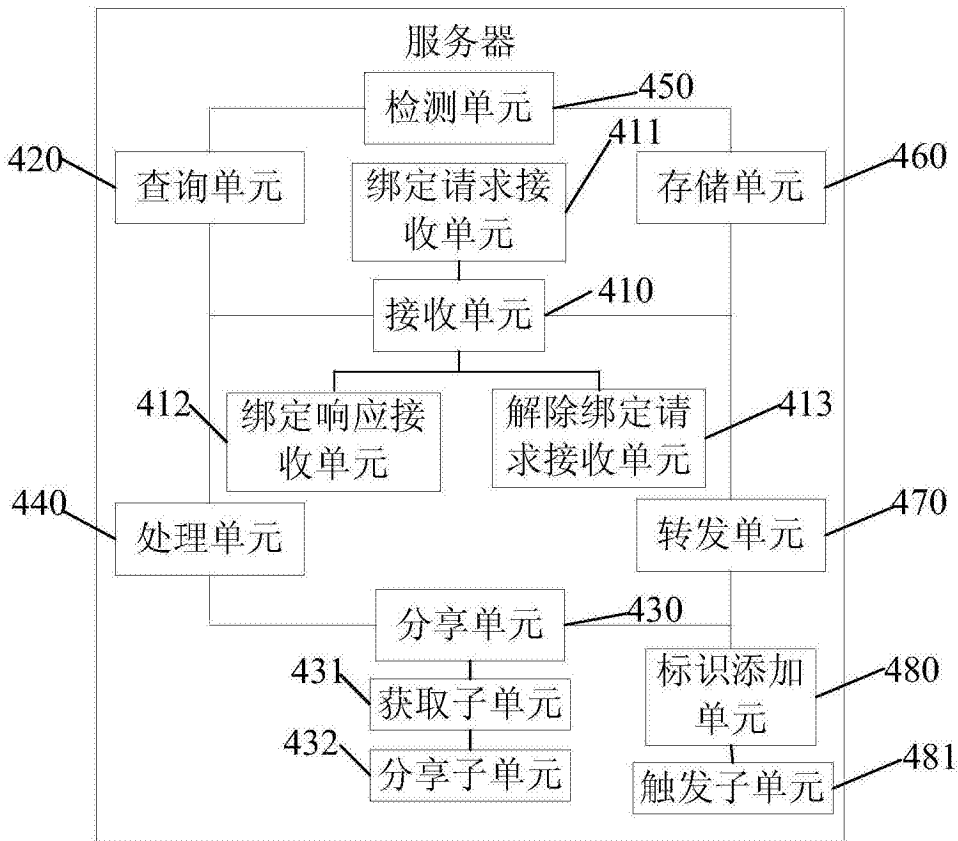 服务器
检测单元
450
420
查询单元
411
绑定请求接
收单元
460
存储单元
接收单元
410
412
绑定响应接
收单元
解除绑定请
求接收单元
413
440
处理单元
470
转发单元
分享单元
430
431
获取子单元
标识添加
单元
480
432
分享子单元
触发子单元
481